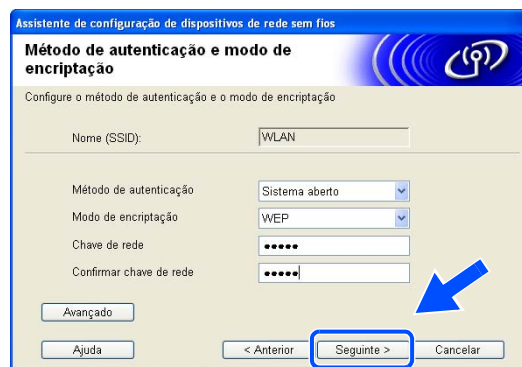 Assistente de configuração de dispositivos de rede sem fios
Método de autenticação e modo de
encriptação
Configure o método de autenticação e o modo de encriptação
Nome (SSID): WLAN
Método de autenticação Sistema aberto
Modo de encriptação WEP
Chave de rede •••••
Confirmar chave de rede •••••
Avançado
Ajuda < Anterior Seguinte > Cancelar